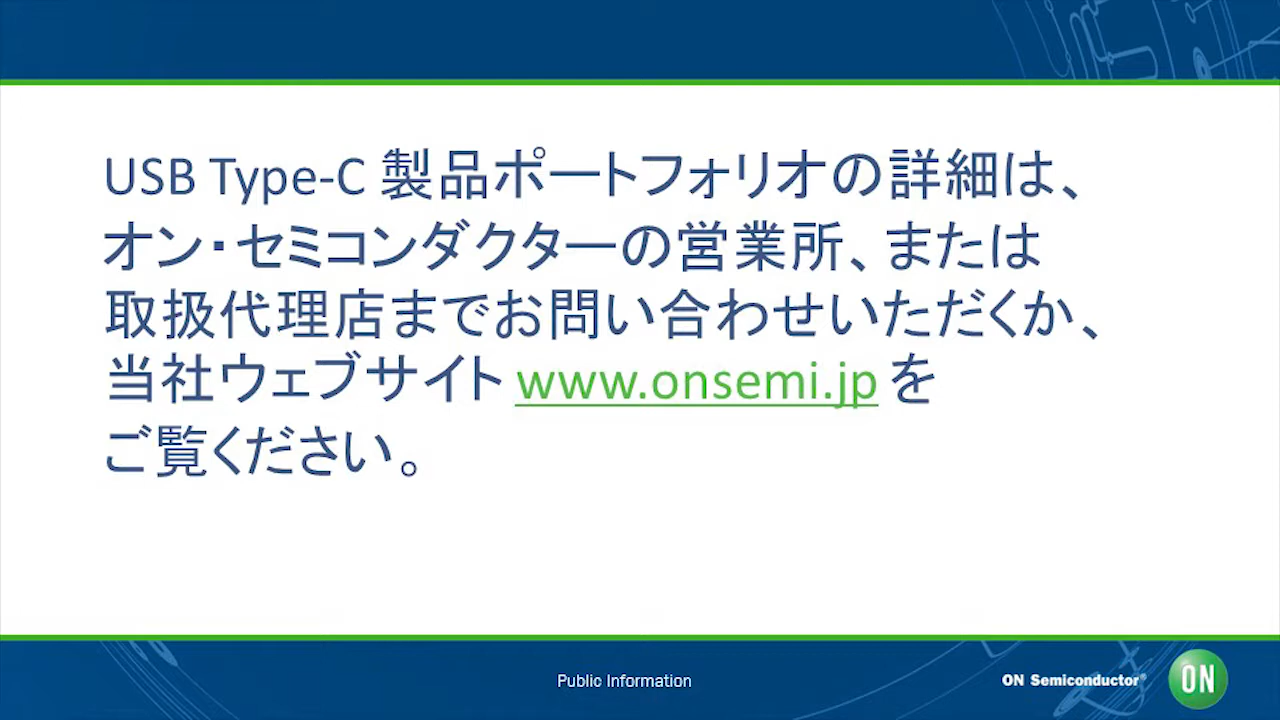 USB Type-C 製品ポートフォリオの詳細は、
オン・セミコンダクターの営業所、または
取扱代理店までお問い合わせいただくか、
当社ウェブサイト www.onsemi.jp を
ご覧ください。
Public Information
ON Semiconductor®
ON